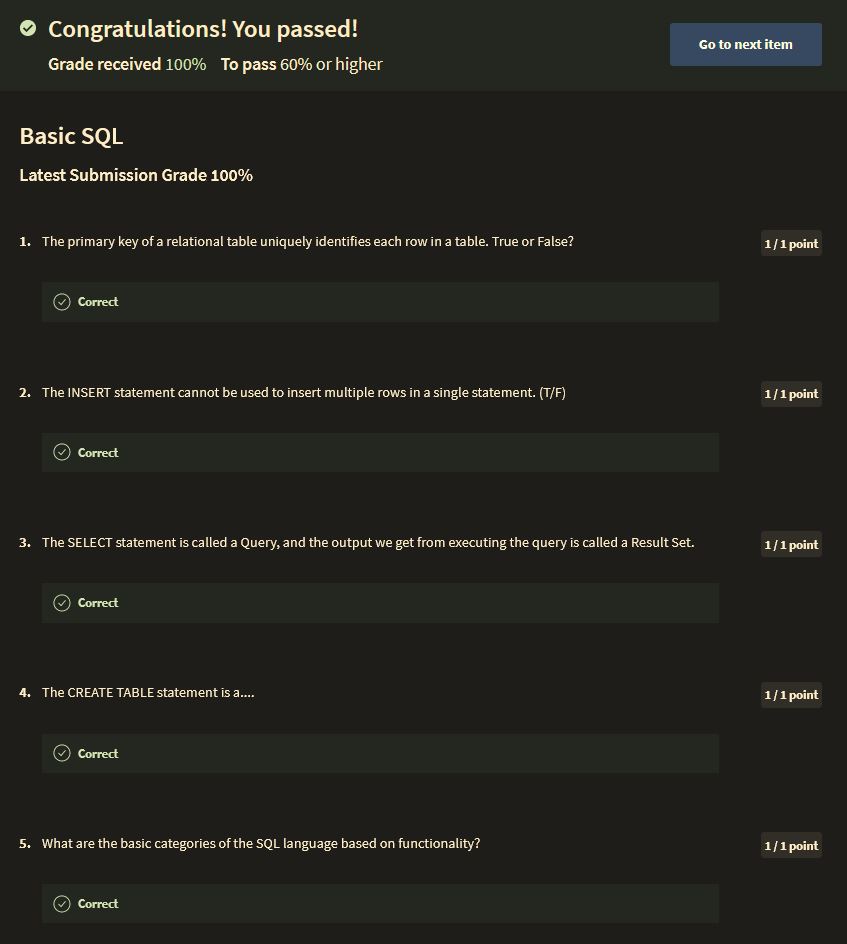 Congratulations! You passed!
Go to next item
Grade received 100% To pass 60% or higher
Basic SQL
Latest Submission Grade 100%
1. The primary key of a relational table uniquely identifies each row in a table. True or False?
1 / 1 point
Correct
2. The INSERT statement cannot be used to insert multiple rows in a single statement. (T/F)
1 / 1 point
Correct
3. The SELECT statement is called a Query, and the output we get from executing the query is called a Result Set.
1 / 1 point
Correct
4. The CREATE TABLE statement is a....
1 / 1 point
Correct
5. What are the basic categories of the SQL language based on functionality?
1 / 1 point
Correct